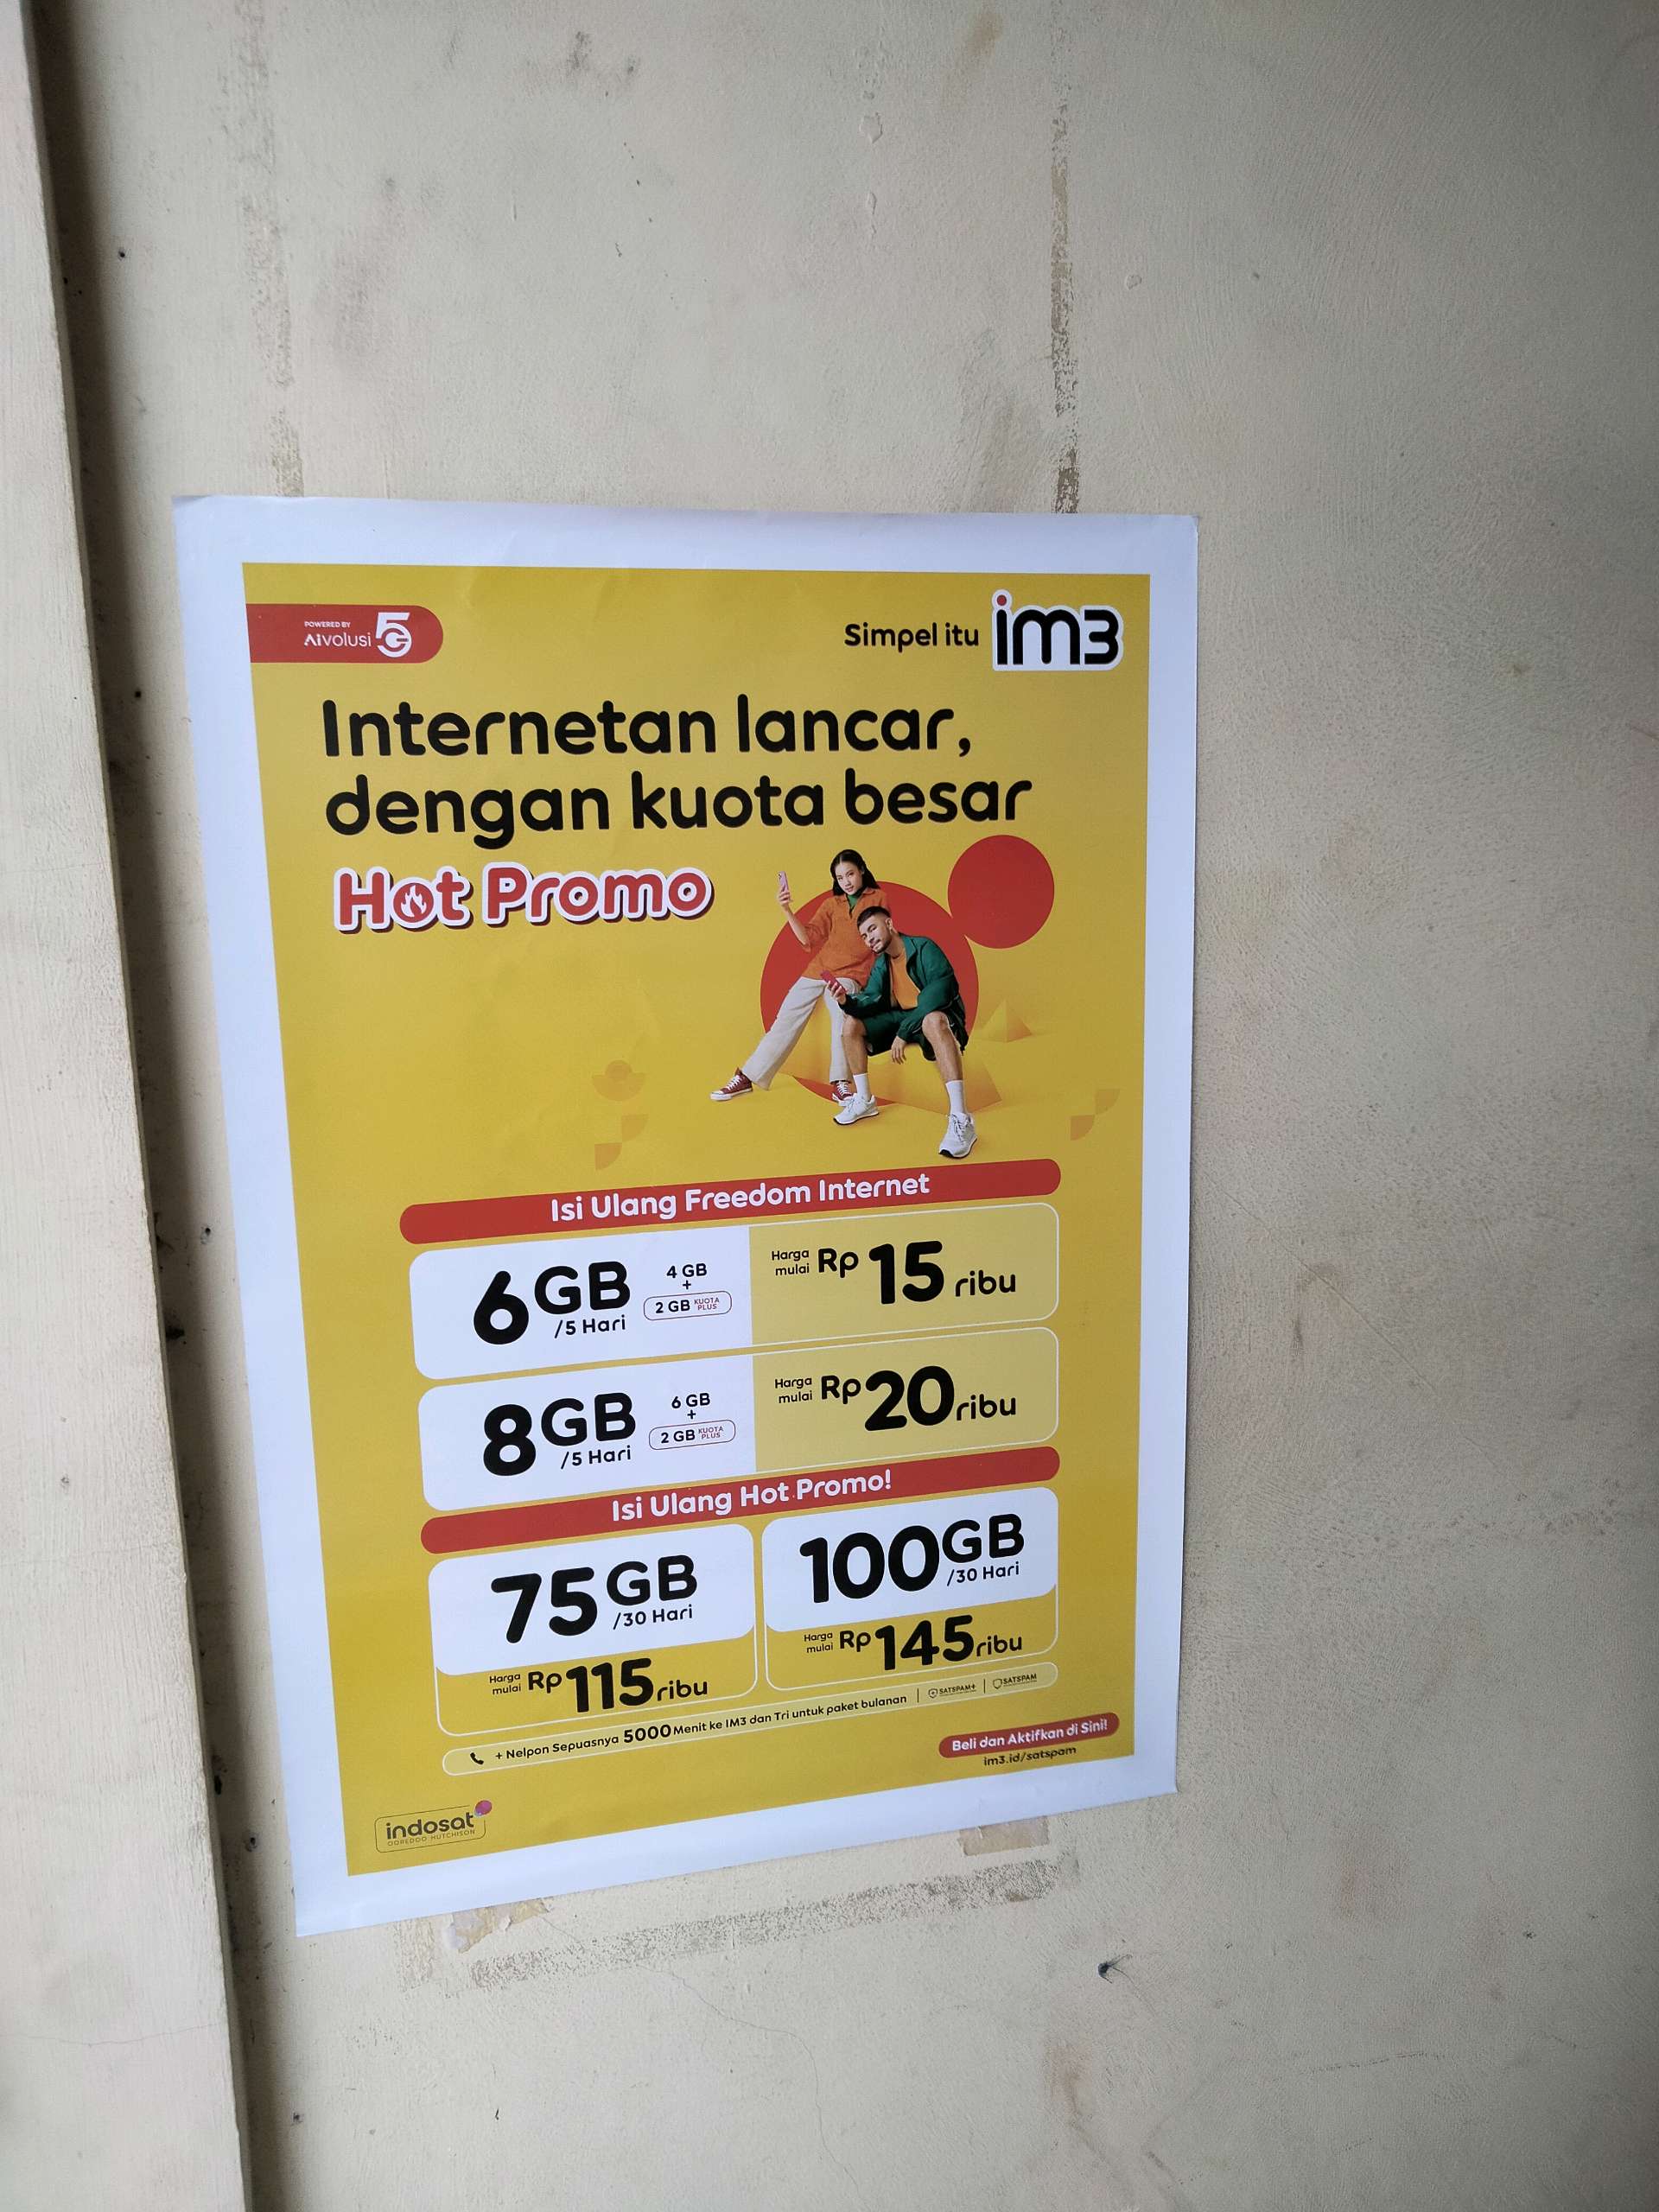 POWERED BY
AIvolusi 5G
Simpel itu im3
Internetan lancar,
dengan kuota besar
Hot Promo
Isi Ulang Freedom Internet
6GB
/5 Hari
4 GB
+
2 GB KUOTA PLUS
Harga mulai Rp 15 ribu
8GB
/5 Hari
6 GB
+
2 GB KUOTA PLUS
Harga mulai Rp 20 ribu
Isi Ulang Hot Promo!
75GB
/30 Hari
Harga mulai Rp 115 ribu
100GB
/30 Hari
Harga mulai Rp 145 ribu
+ Nelpon Sepuasnya 5000 Menit ke IM3 dan Tri untuk paket bulanan | SATSPAM+ | SATSPAM
Beli dan Aktifkan di Sini!
im3.id/satspam
indosat
OOREDOO HUTCHISON